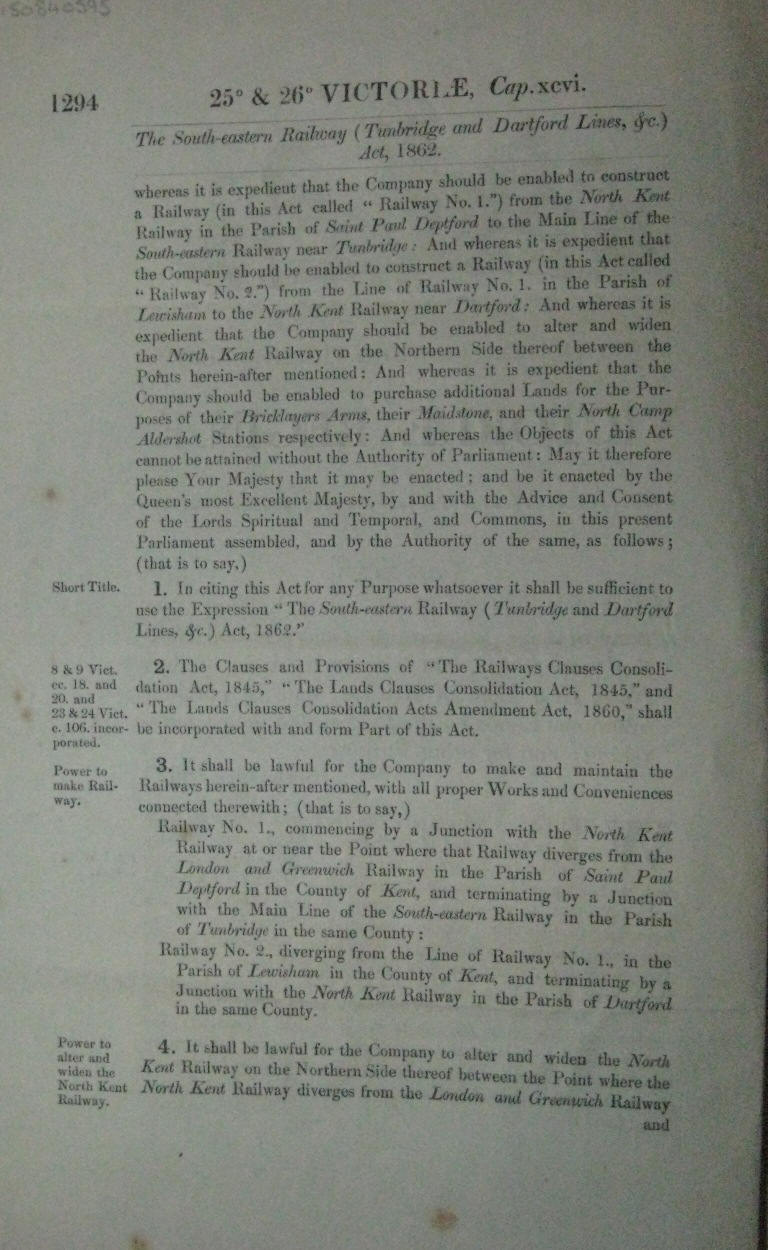 150840595
1294
25° & 26° VICTORIÆ, Cap. xcvi.
The South-eastern Railway (Tunbridge and Dartford Lines, &c.)
Act, 1862.
whereas it is expedient that the Company should be enabled to construct
a Railway (in this Act called “ Railway No. 1.”) from the North Kent
Railway in the Parish of Saint Paul Deptford to the Main Line of the
South-eastern Railway near Tunbridge: And whereas it is expedient that
the Company should be enabled to construct a Railway (in this Act called
“ Railway No. 2.”) from the Line of Railway No. 1. in the Parish of
Lewisham to the North Kent Railway near Dartford: And whereas it is
expedient that the Company should be enabled to alter and widen
the North Kent Railway on the Northern Side thereof between the
Points herein-after mentioned: And whereas it is expedient that the
Company should be enabled to purchase additional Lands for the Pur-
poses of their Bricklayers Arms, their Maidstone, and their North Camp
Aldershot Stations respectively: And whereas the Objects of this Act
cannot be attained without the Authority of Parliament: May it therefore
please Your Majesty that it may be enacted; and be it enacted by the
Queen's most Excellent Majesty, by and with the Advice and Consent
of the Lords Spiritual and Temporal, and Commons, in this present
Parliament assembled, and by the Authority of the same, as follows;
(that is to say,)
Short Title.
1. In citing this Act for any Purpose whatsoever it shall be sufficient to
use the Expression “ The South-eastern Railway (Tunbridge and Dartford
Lines, &c.) Act, 1862.”
8 & 9 Vict.
cc. 18. and
20. and
23 & 24 Vict.
c. 106. incor-
porated.
2. The Clauses and Provisions of “The Railways Clauses Consoli-
dation Act, 1845,” “ The Lands Clauses Consolidation Act, 1845,” and
“ The Lands Clauses Consolidation Acts Amendment Act, 1860,” shall
be incorporated with and form Part of this Act.
Power to
make Rail-
way.
3. It shall be lawful for the Company to make and maintain the
Railways herein-after mentioned, with all proper Works and Conveniences
connected therewith; (that is to say,)
Railway No. 1., commencing by a Junction with the North Kent
Railway at or near the Point where that Railway diverges from the
London and Greenwich Railway in the Parish of Saint Paul
Deptford in the County of Kent, and terminating by a Junction
with the Main Line of the South-eastern Railway in the Parish
of Tunbridge in the same County:
Railway No. 2., diverging from the Line of Railway No. 1., in the
Parish of Lewisham in the County of Kent, and terminating by a
Junction with the North Kent Railway in the Parish of Dartford
in the same County.
Power to
alter and
widen the
North Kent
Railway.
4. It shall be lawful for the Company to alter and widen the North
Kent Railway on the Northern Side thereof between the Point where the
North Kent Railway diverges from the London and Greenwich Railway
and